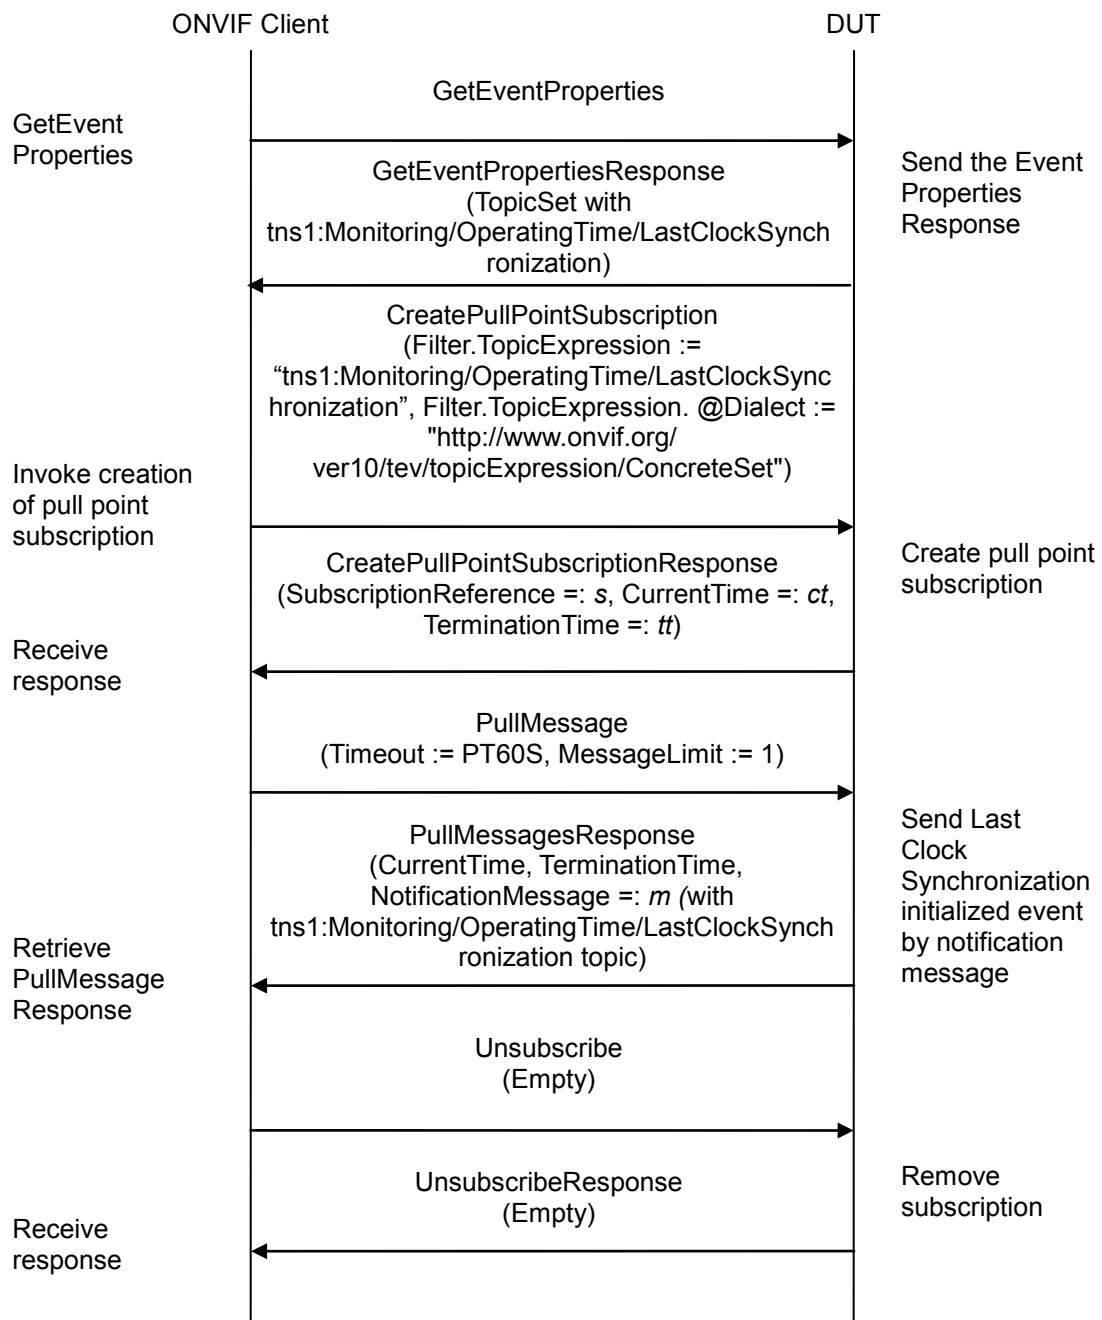 ONVIF Client
DUT
GetEventProperties
GetEvent
Properties
GetEventPropertiesResponse
(TopicSet with
tns1:Monitoring/OperatingTime/LastClockSynch
ronization)
Send the Event
Properties
Response
CreatePullPointSubscription
(Filter.TopicExpression :=
“tns1:Monitoring/OperatingTime/LastClockSync
hronization”, Filter.TopicExpression. @Dialect :=
"http://www.onvif.org/
ver10/tev/topicExpression/ConcreteSet")
Invoke creation
of pull point
subscription
CreatePullPointSubscriptionResponse
(SubscriptionReference =: s, CurrentTime =: ct,
TerminationTime =: tt)
Create pull point
subscription
Receive
response
PullMessage
(Timeout := PT60S, MessageLimit := 1)
PullMessagesResponse
(CurrentTime, TerminationTime,
NotificationMessage =: m (with
tns1:Monitoring/OperatingTime/LastClockSynch
ronization topic)
Send Last
Clock
Synchronization
initialized event
by notification
message
Retrieve
PullMessage
Response
Unsubscribe
(Empty)
UnsubscribeResponse
(Empty)
Remove
subscription
Receive
response